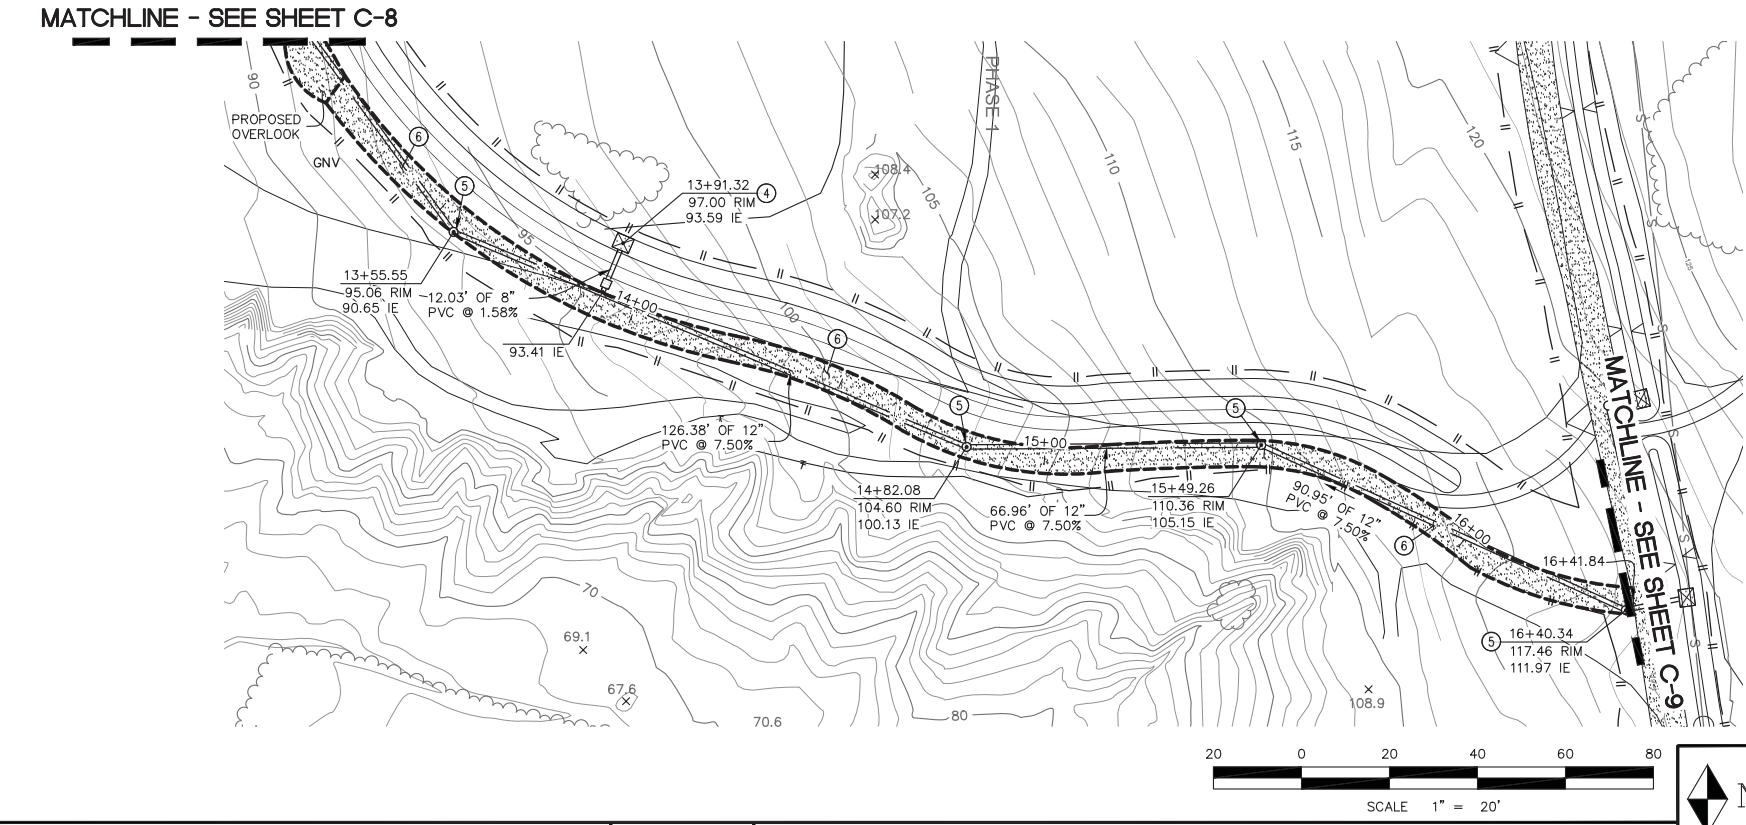 MATCHLINE - SEE SHEET C-8
90
PROPOSED
OVERLOOK
GNV
6
5
13+91.32
4
97.00 RIM
93.59 IE
95
13+55.55
95.06 RIM
90.65 IE
12.03' OF 8"
PVC @ 1.58%
93.41 IE
14+00
100
6
PHASE 1
108.4
107.2
105
110
115
120
125
S
S
S
S
S
S
126.38' OF 12"
PVC @ 7.50%
5
15+00
14+82.08
104.60 RIM
100.13 IE
66.96' OF 12"
PVC @ 7.50%
5
15+49.26
110.36 RIM
105.15 IE
90.95' OF 12"
PVC @ 7.50%
6
16+00
16+41.84
5
16+40.34
117.46 RIM
111.97 IE
MATCHLINE - SEE SHEET C-9
70
69.1
67.6
70.6
80
108.9
20 0 20 40 60 80
SCALE 1" = 20'